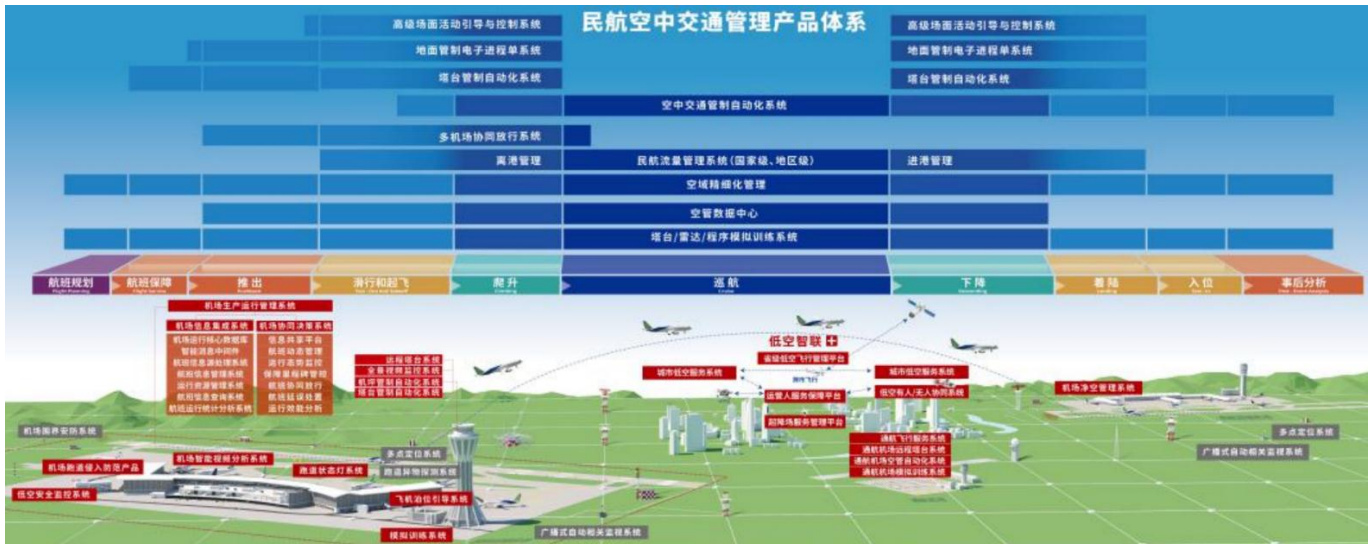 民航空中交通管理产品体系
高级场面活动引导与控制系统
高级场面活动引导与控制系统
地面管制电子进程单系统
地面管制电子进程单系统
塔台管制自动化系统
塔台管制自动化系统
空中交通管制自动化系统
多机场协同放行系统
离港管理
民航流量管理系统(国家级、地区级)
进港管理
空域精细化管理
空管数据中心
塔台/雷达/程序模拟训练系统
航班规划
Flight Planning
航班保障
Flight Service
推出
Pushback
滑行和起飞
爬升
Climbing
巡航
Cruise
下降
Descending
着陆
Landing
入位
事后分析
机场生产运行管理系统
机场信息集成系统
机场运行核心数据库
智能消息中间件
航班信息源处理系统
航班信息管理系统
运行资源管理系统
航班信息查询系统
航班运行统计分析系统
机场协同决策系统
信息共享平台
航班动态管理
运行态势监控
保障里程碑管控
航班协同放行
航班延误处置
运行效能分析
远程塔台系统
全景视频监控系统
机坪管制自动化系统
塔台管制自动化系统
低空智联
省级低空飞行管理平台
城市低空服务系统
城市低空服务系统
运营人服务保障平台
低空有人/无人协同系统
起降场服务管理平台
通航飞行服务系统
通航机场远程塔台系统
通航机场空管自动化系统
通航机场模拟训练系统
机场净空管理系统
多点定位系统
广播式自动相关监视系统
机场围界安防系统
机场跑道侵入防范产品
机场智能视频分析系统
低空安全监控系统
跑道状态灯系统
多点定位系统
跑道异物探测系统
飞机泊位引导系统
模拟训练系统
广播式自动相关监视系统